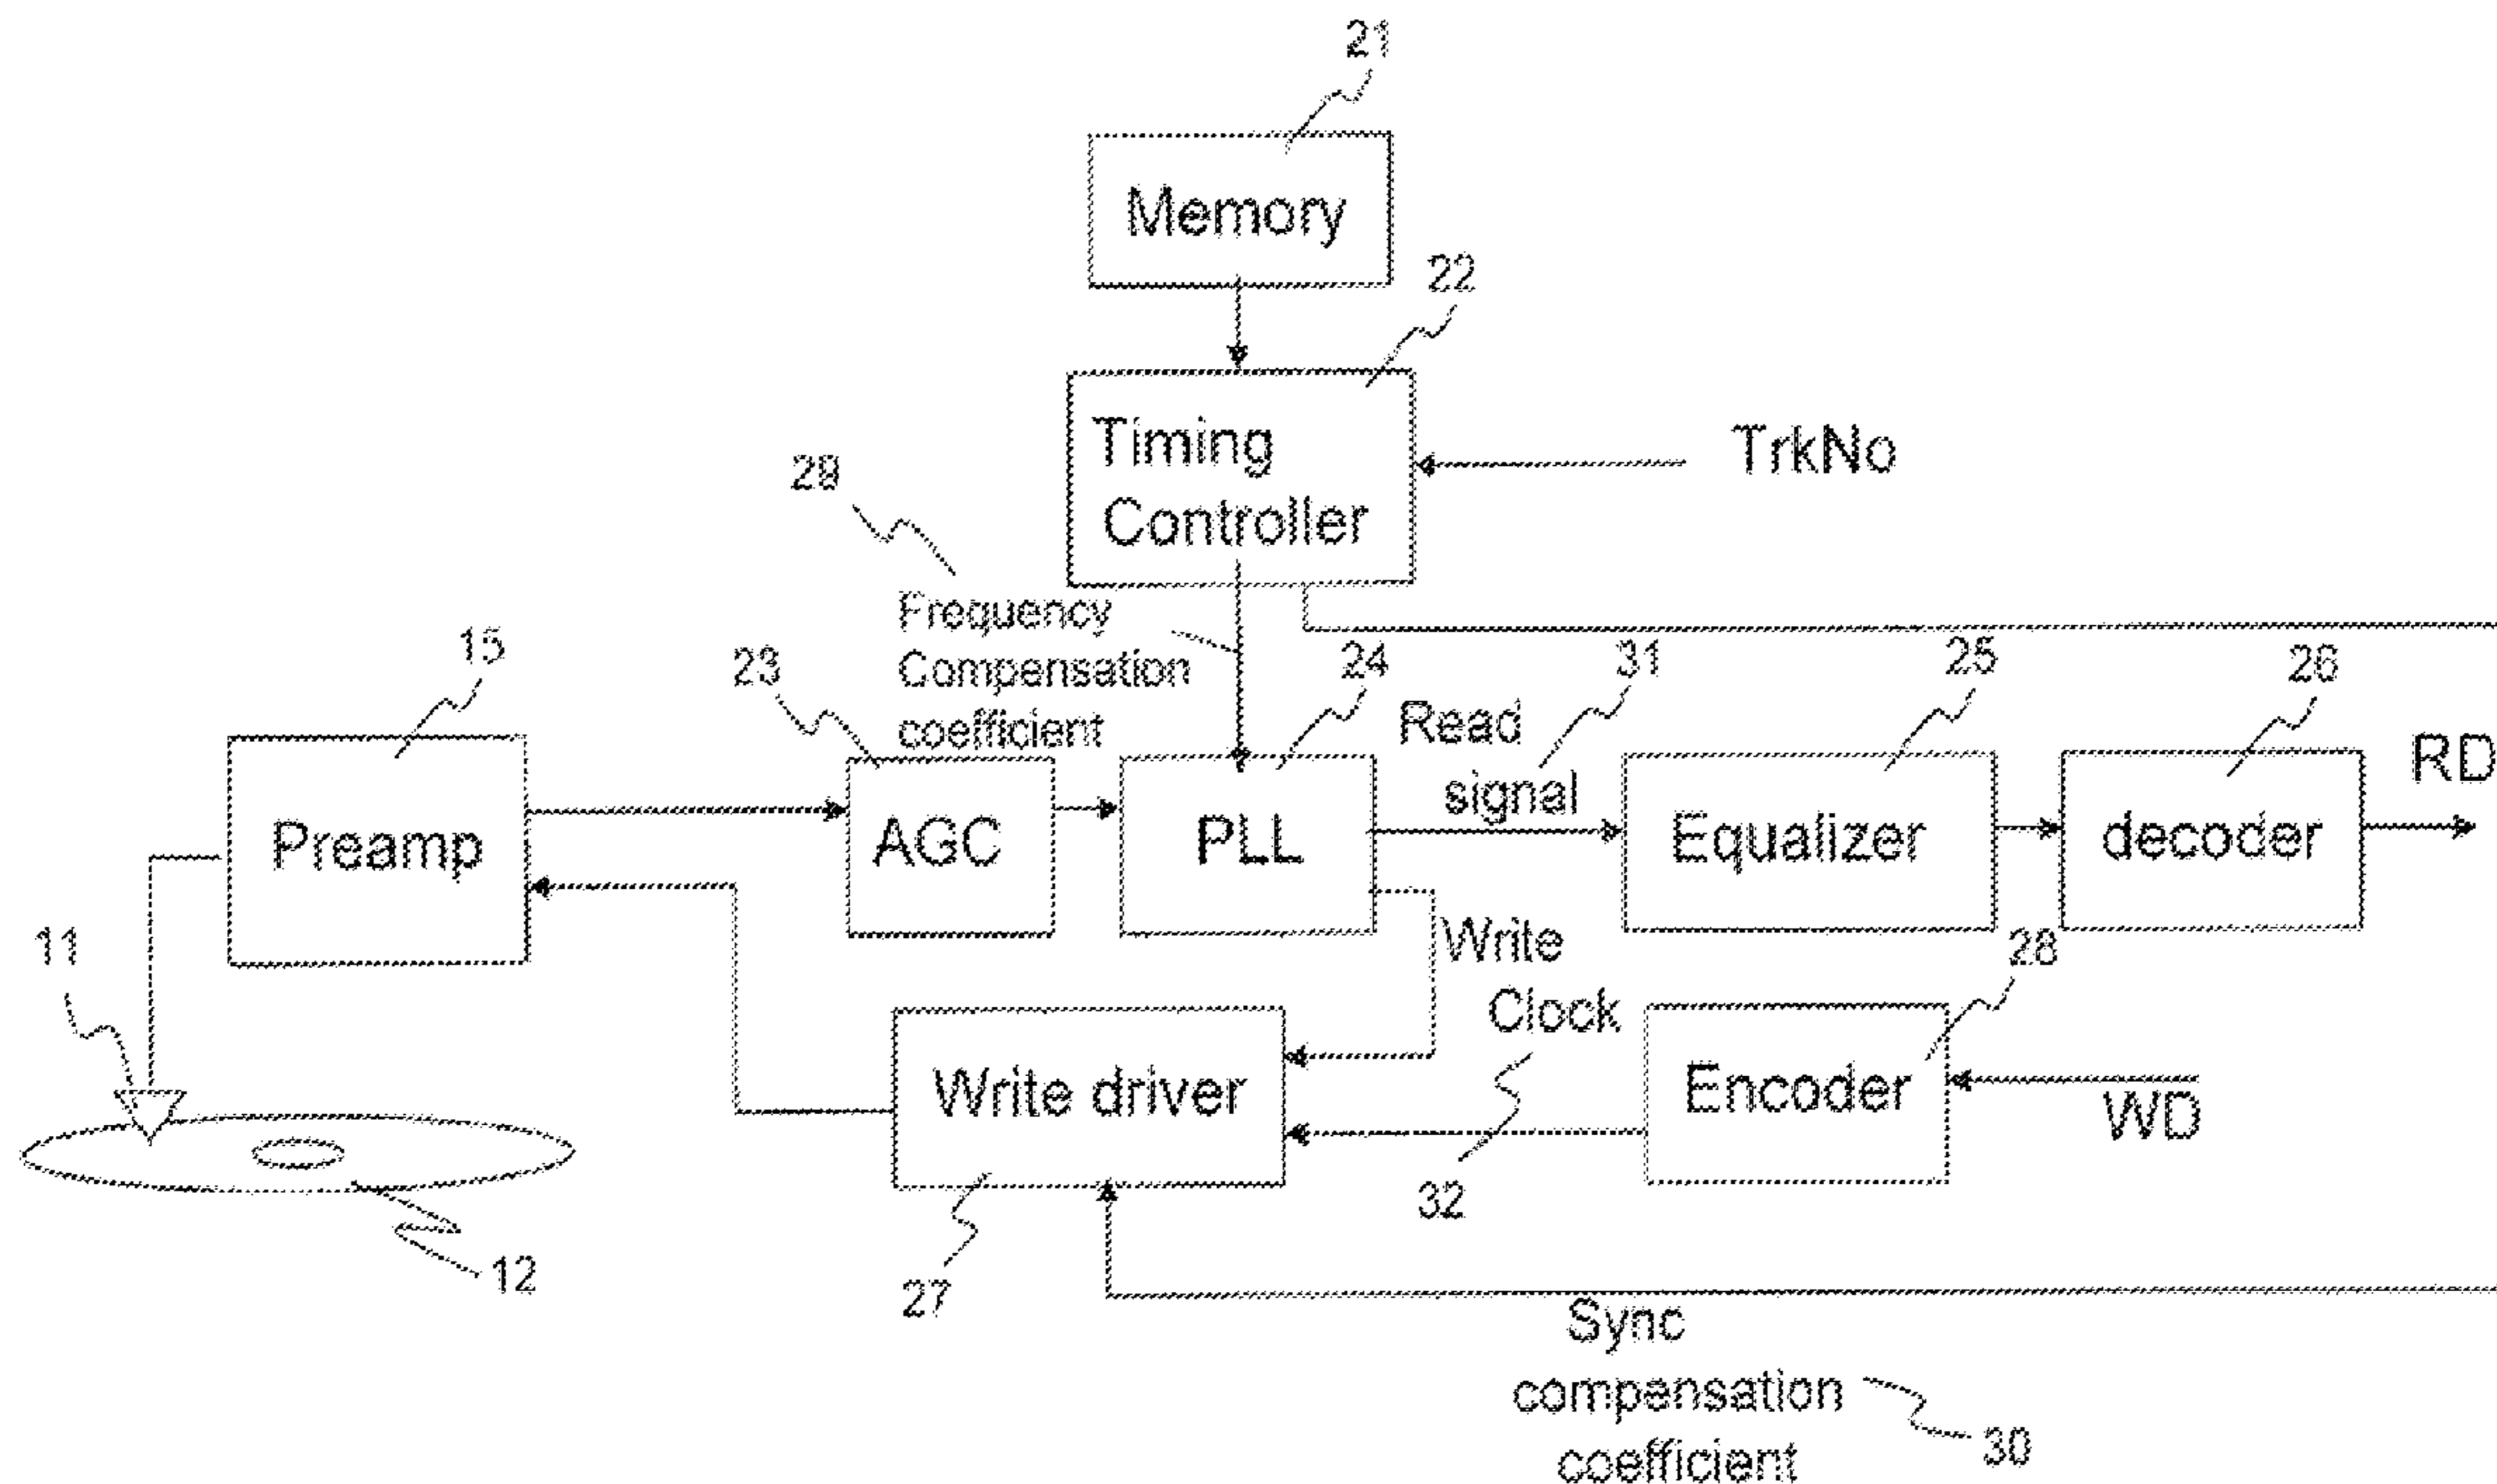 21
Memory
22
Timing
Controller
TrkNo
29
Frequency
Compensation
coefficient
15
23
24
31
25
26
Read
signal
RD
Preamp
AGC
PLL
Equalizer
decoder
11
Write
Clock
28
Write driver
Encoder
WD
32
12
27
Sync
compensation
coefficient
30